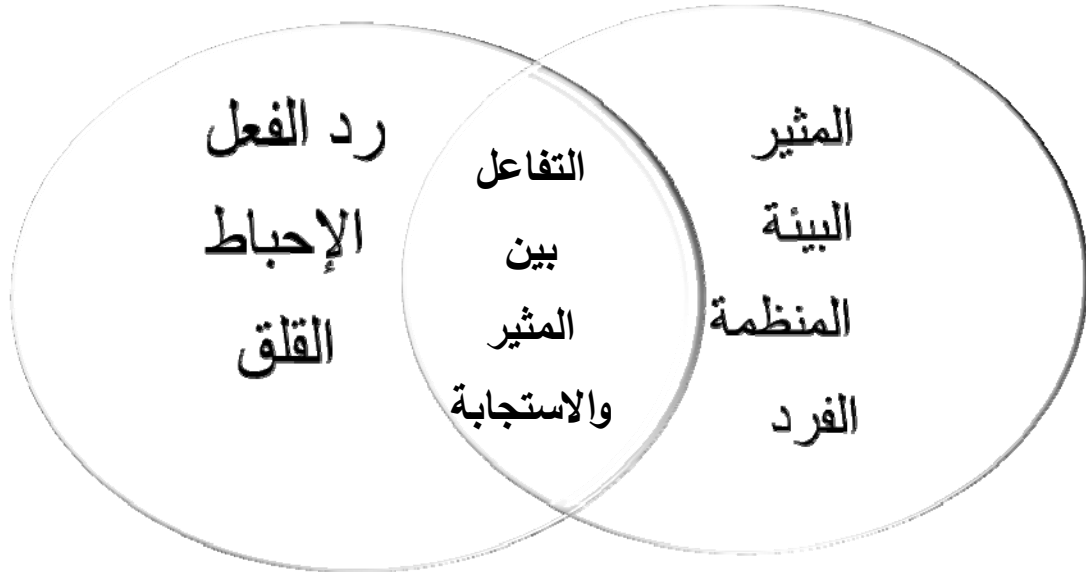 المثير
البيئة
المنظمة
الفرد
التفاعل
بين
المثير
والاستجابة
رد الفعل
الإحباط
القلق